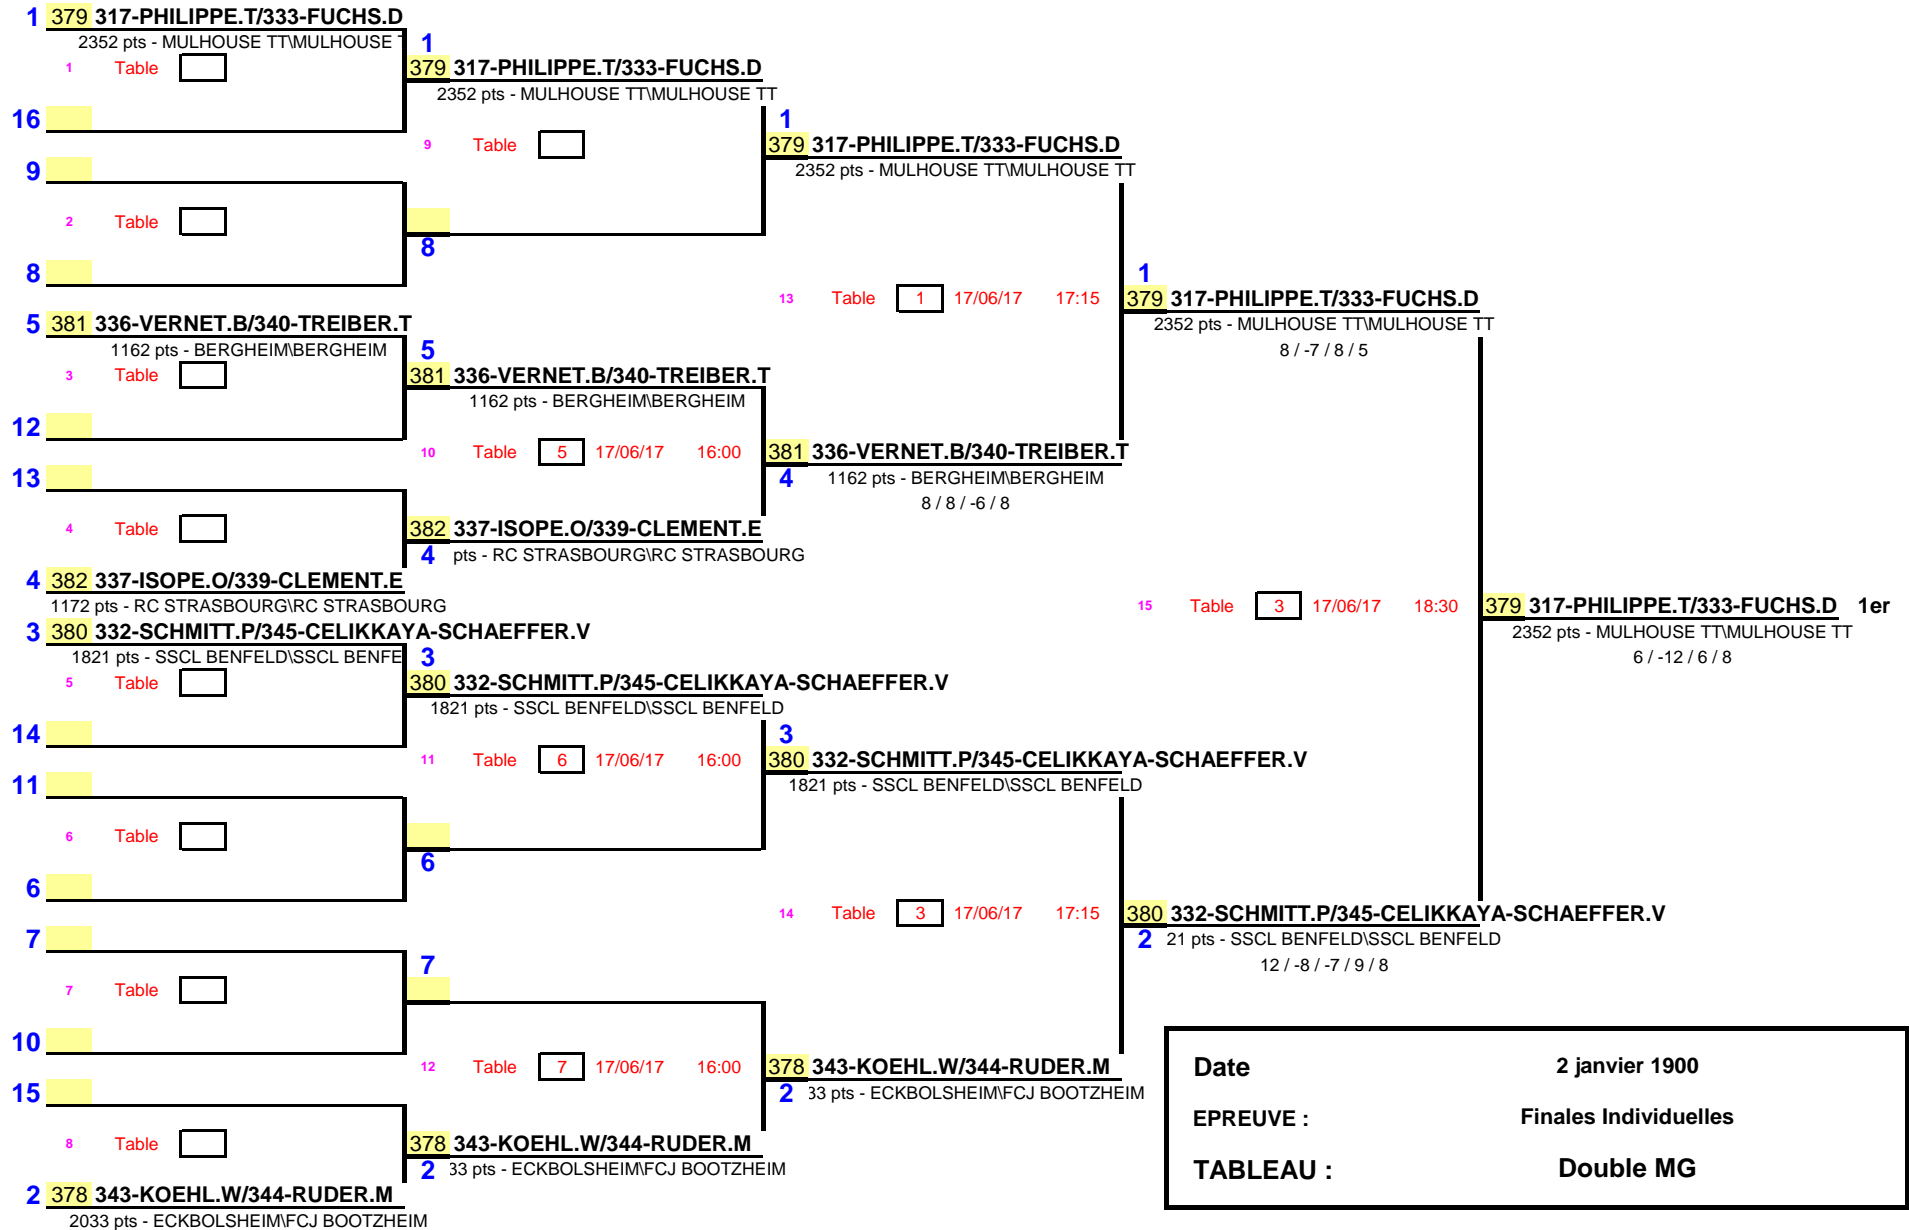 1 379 317-PHILIPPE.T/333-FUCHS.D
2352 pts - MULHOUSE TT\MULHOUSE
1 Table
16
9
2 Table
8
5 381 336-VERNET.B/340-TREIBER.T
1162 pts - BERGHEIM\BERGHEIM
3 Table
12
13
4 Table
4 382 337-ISOPE.O/339-CLEMENT.E
1172 pts - RC STRASBOURG\RC STRASBOURG
3 380 332-SCHMITT.P/345-CELIKKAYA-SCHAEFFER.V
1821 pts - SSCL BENFELD\SSCL BENFE
5 Table
14
11
6 Table
6
7
7 Table
10
15
8 Table
2 378 343-KOEHL.W/344-RUDER.M
2033 pts - ECKBOLSHEIM\FCJ BOOTZHEIM
1
379 317-PHILIPPE.T/333-FUCHS.D
2352 pts - MULHOUSE TT\MULHOUSE TT
9 Table
8
5
381 336-VERNET.B/340-TREIBER.T
1162 pts - BERGHEIM\BERGHEIM
10 Table 5 17/06/17 16:00
382 337-ISOPE.O/339-CLEMENT.E
4 pts - RC STRASBOURG\RC STRASBOURG
3
380 332-SCHMITT.P/345-CELIKKAYA-SCHAEFFER.V
1821 pts - SSCL BENFELD\SSCL BENFELD
11 Table 6 17/06/17 16:00
6
7
12 Table 7 17/06/17 16:00
378 343-KOEHL.W/344-RUDER.M
2 33 pts - ECKBOLSHEIM\FCJ BOOTZHEIM
1
379 317-PHILIPPE.T/333-FUCHS.D
2352 pts - MULHOUSE TT\MULHOUSE TT
13 Table 1 17/06/17 17:15
381 336-VERNET.B/340-TREIBER.T
4 1162 pts - BERGHEIM\BERGHEIM
8 / 8 / -6 / 8
3
380 332-SCHMITT.P/345-CELIKKAYA-SCHAEFFER.V
1821 pts - SSCL BENFELD\SSCL BENFELD
14 Table 3 17/06/17 17:15
378 343-KOEHL.W/344-RUDER.M
2 33 pts - ECKBOLSHEIM\FCJ BOOTZHEIM
1
379 317-PHILIPPE.T/333-FUCHS.D
2352 pts - MULHOUSE TT\MULHOUSE TT
8 / -7 / 8 / 5
15 Table 3 17/06/17 18:30
380 332-SCHMITT.P/345-CELIKKAYA-SCHAEFFER.V
2 21 pts - SSCL BENFELD\SSCL BENFELD
12 / -8 / -7 / 9 / 8
379 317-PHILIPPE.T/333-FUCHS.D 1er
2352 pts - MULHOUSE TT\MULHOUSE TT
6 / -12 / 6 / 8
Date 2 janvier 1900
EPREUVE : Finales Individuelles
TABLEAU : Double MG